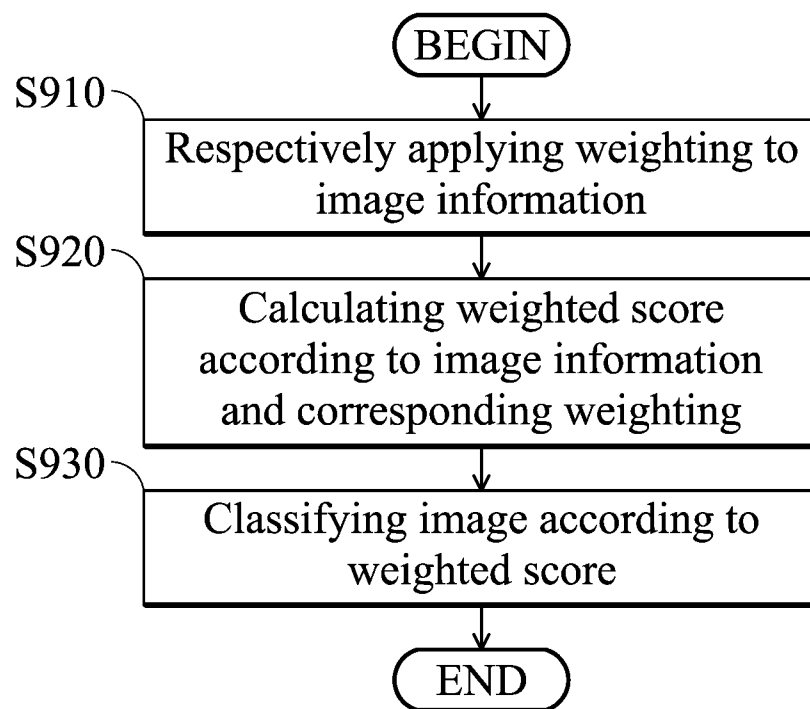 BEGIN
S910
Respectively applying weighting to
image information
S920
Calculating weighted score
according to image information
and corresponding weighting
S930
Classifying image according to
weighted score
END